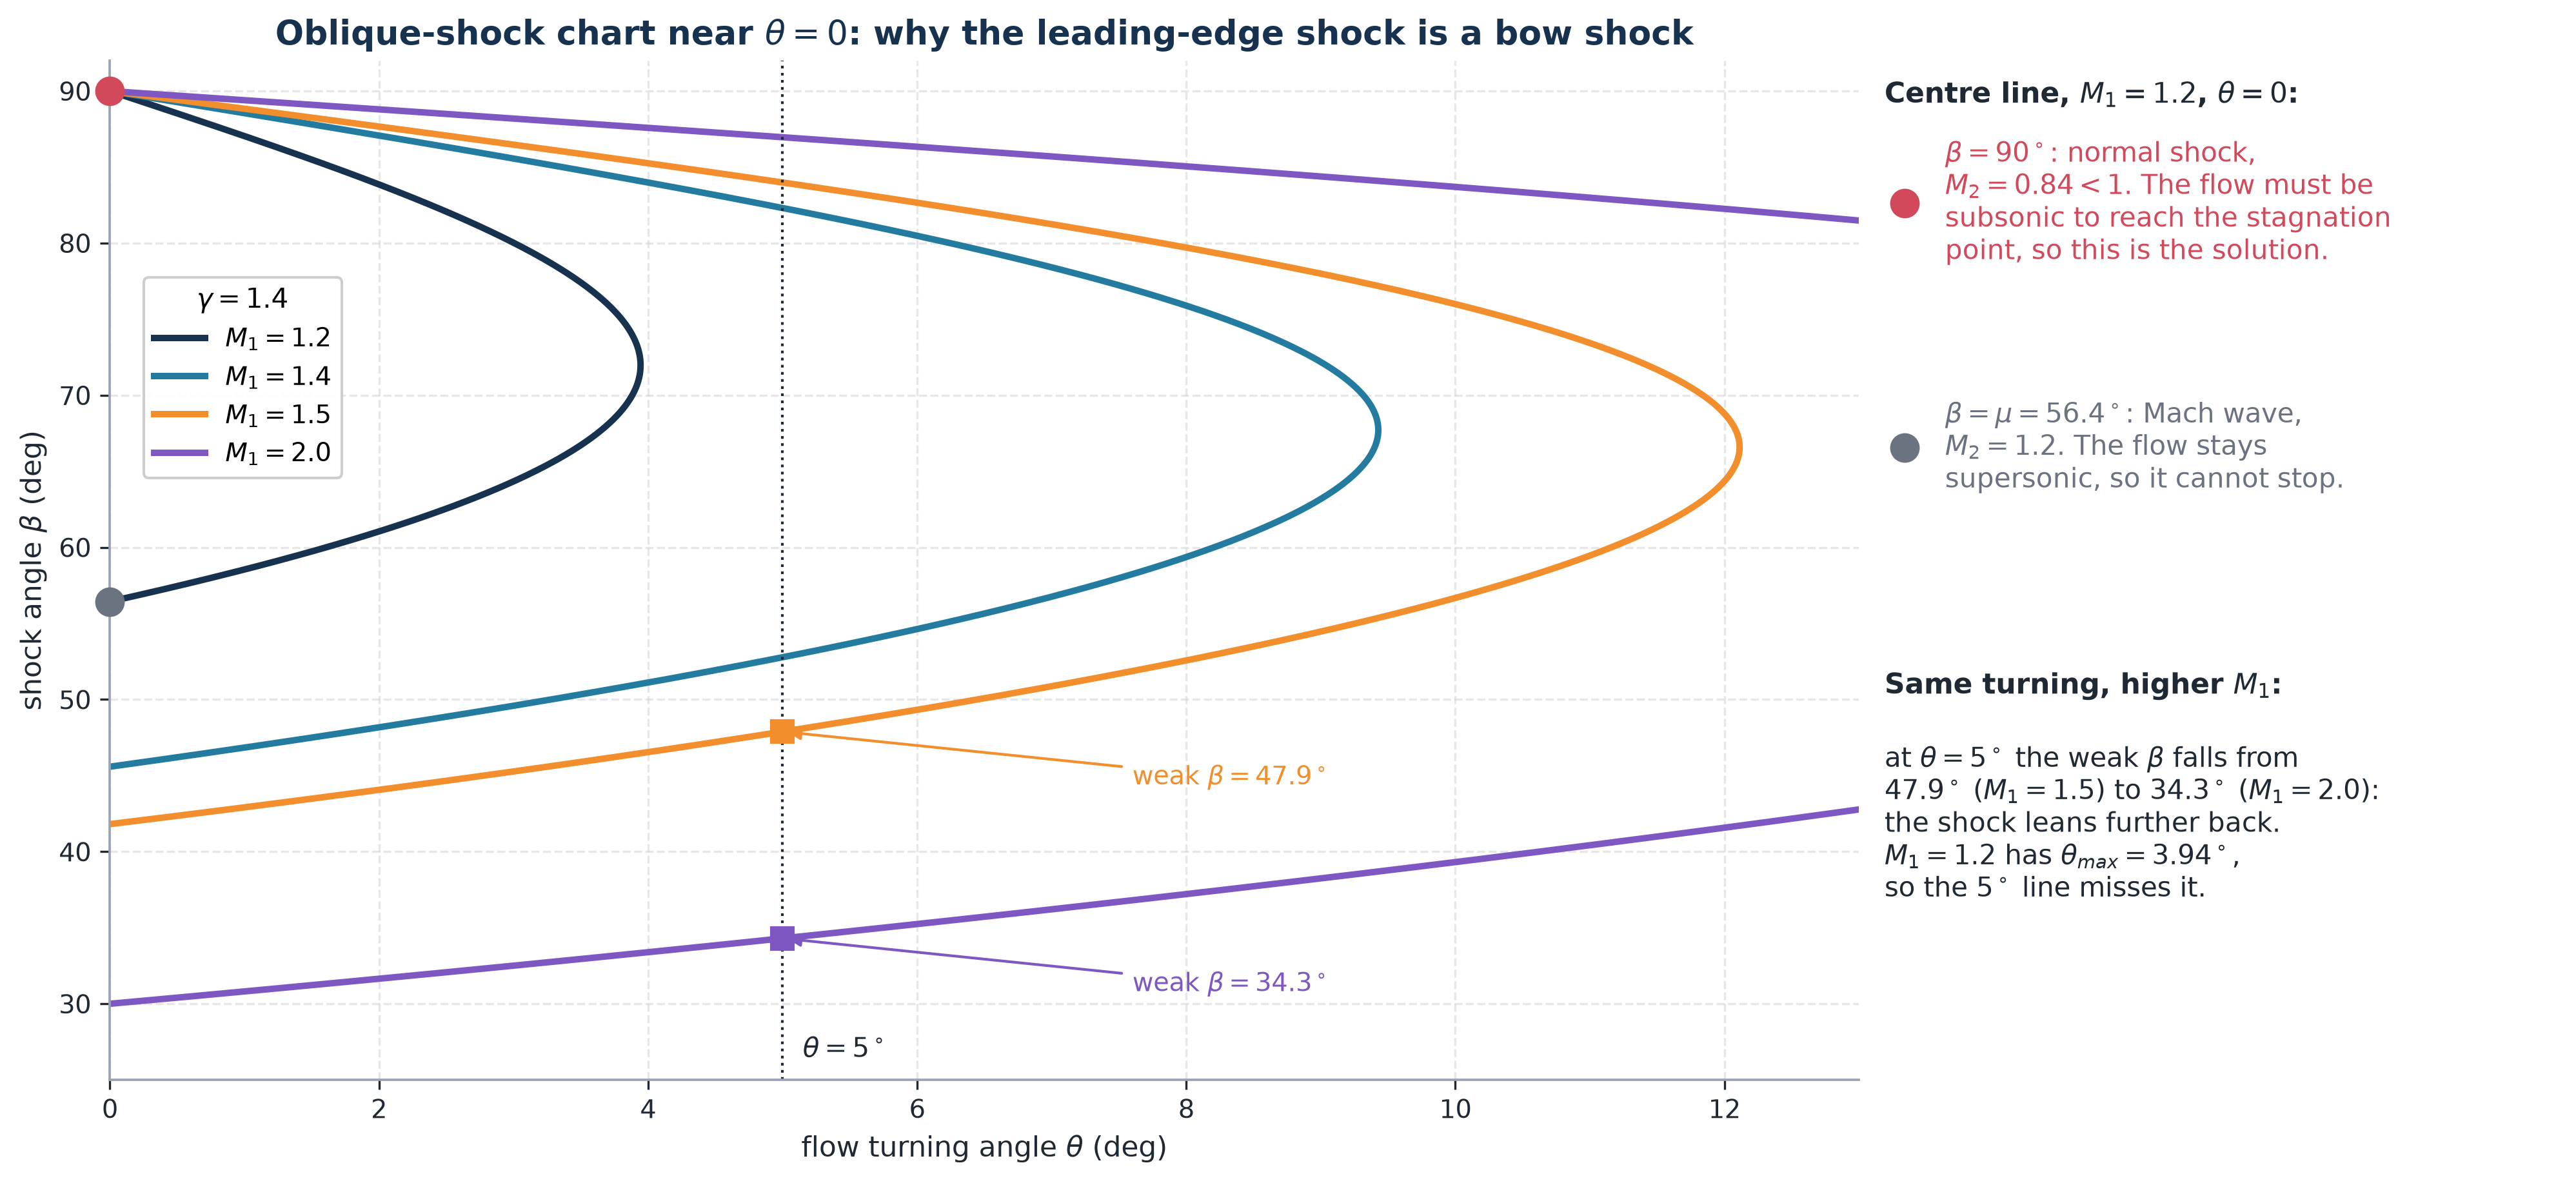 Oblique-shock chart near θ = 0: why the leading-edge shock is a bow shock
90
80
70
60
50
40
30
shock angle β (deg)
γ = 1.4
M₁ = 1.2
M₁ = 1.4
M₁ = 1.5
M₁ = 2.0
weak β = 47.9°
weak β = 34.3°
θ = 5°
0
2
4
6
8
10
12
flow turning angle θ (deg)
Centre line, M₁ = 1.2, θ = 0:
β = 90°: normal shock,
M₂ = 0.84 < 1. The flow must be
subsonic to reach the stagnation
point, so this is the solution.
β = μ = 56.4°: Mach wave,
M₂ = 1.2. The flow stays
supersonic, so it cannot stop.
Same turning, higher M₁:
at θ = 5° the weak β falls from
47.9° (M₁ = 1.5) to 34.3° (M₁ = 2.0):
the shock leans further back.
M₁ = 1.2 has θₘₐₓ = 3.94°,
so the 5° line misses it.